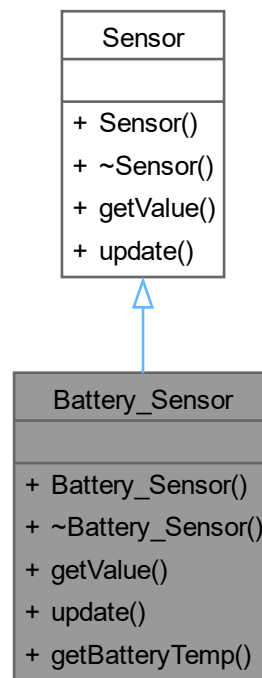 Sensor
+ Sensor()
+ ~Sensor()
+ getValue()
+ update()
Battery_Sensor
+ Battery_Sensor()
+ ~Battery_Sensor()
+ getValue()
+ update()
+ getBatteryTemp()